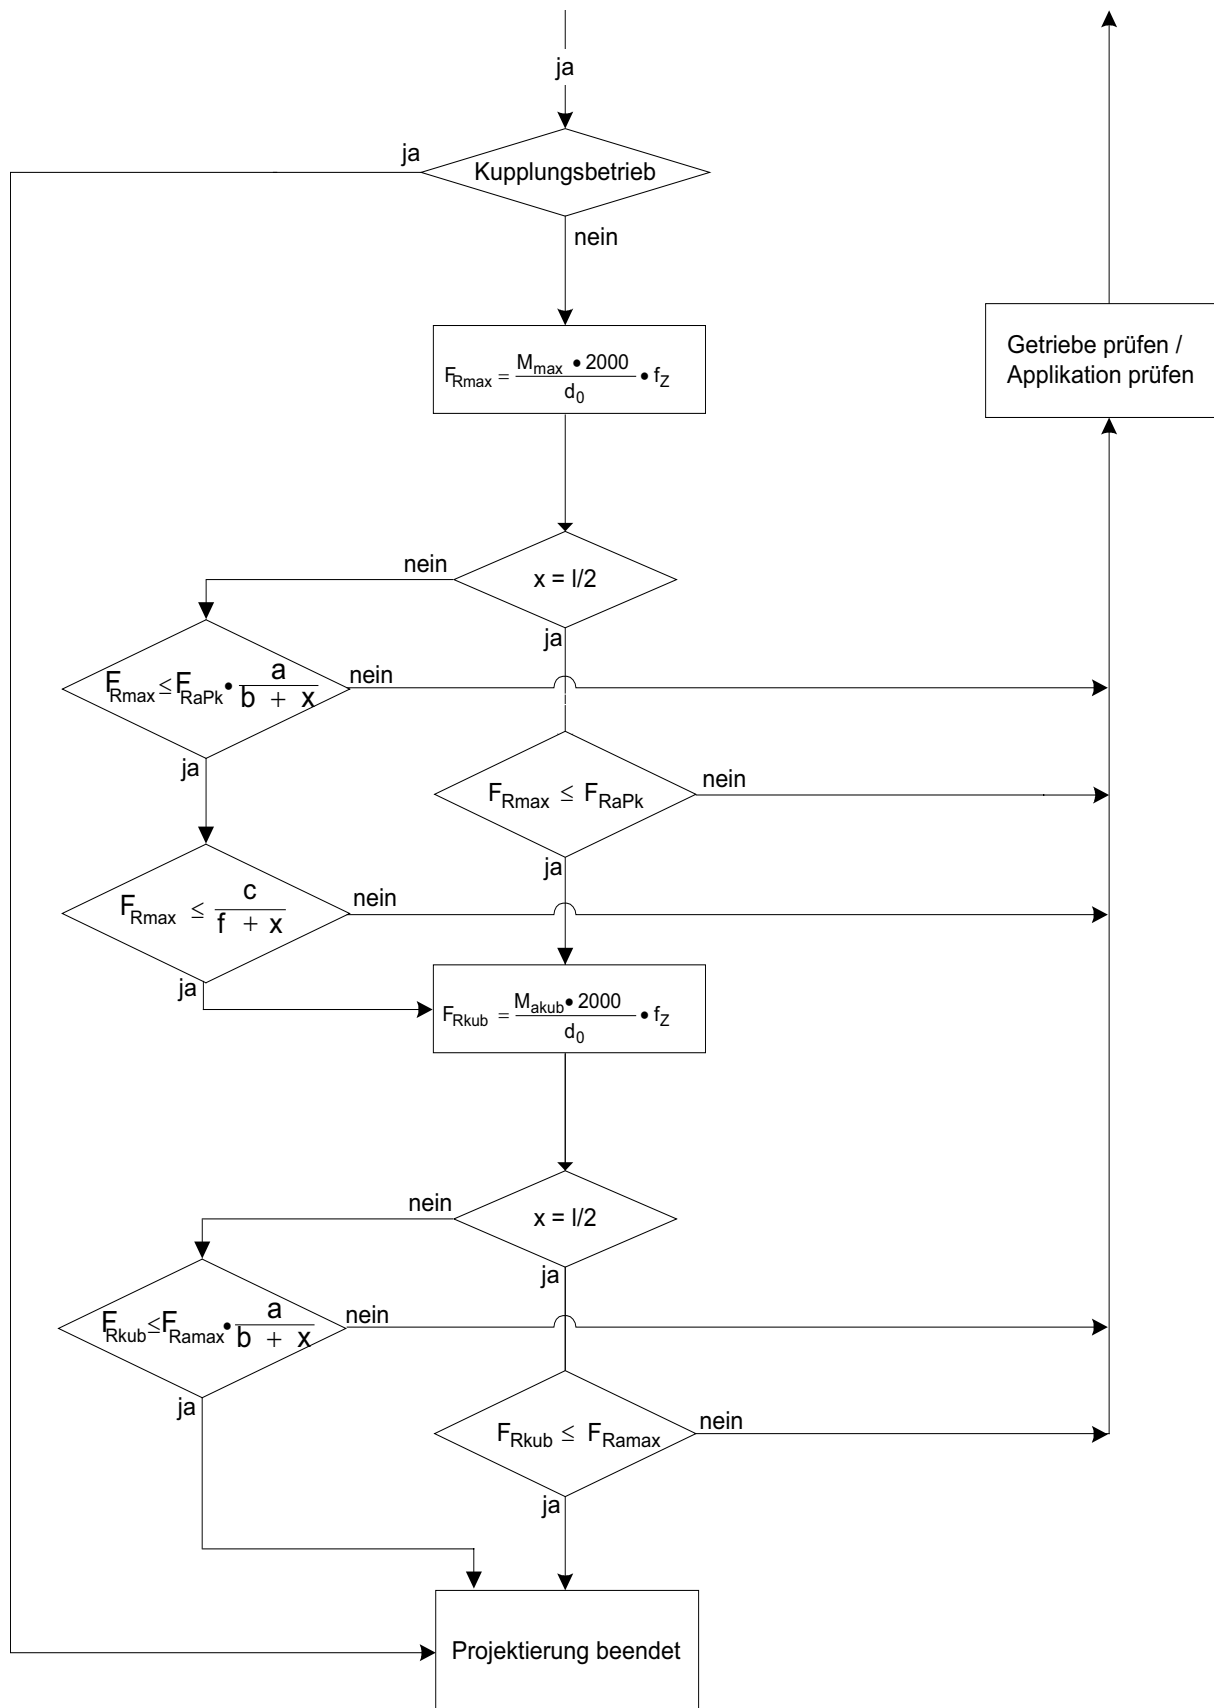 ja
ja
Kupplungsbetrieb
nein
F_Rmax = M_max • 2000 / d_0 • f_Z
Getriebe prüfen /
Applikation prüfen
nein
x = l/2
ja
F_Rmax ≤ F_RaPk • a / b + x
nein
ja
F_Rmax ≤ F_RaPk
nein
ja
F_Rmax ≤ c / f + x
nein
ja
F_Rkub = M_akub • 2000 / d_0 • f_Z
nein
x = l/2
ja
F_Rkub ≤ F_Ramax • a / b + x
nein
ja
F_Rkub ≤ F_Ramax
nein
ja
Projektierung beendet